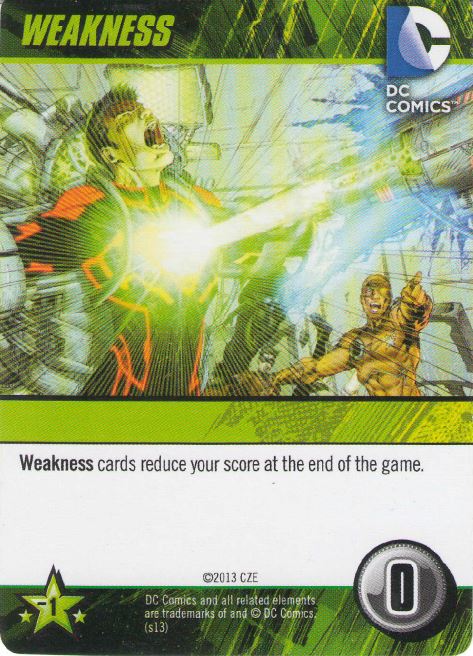 WEAKNESS
DC
COMICS™
Weakness cards reduce your score at the end of the game.
©2013 CZE
-1
DC Comics and all related elements
are trademarks of and © DC Comics.
(s13)
0